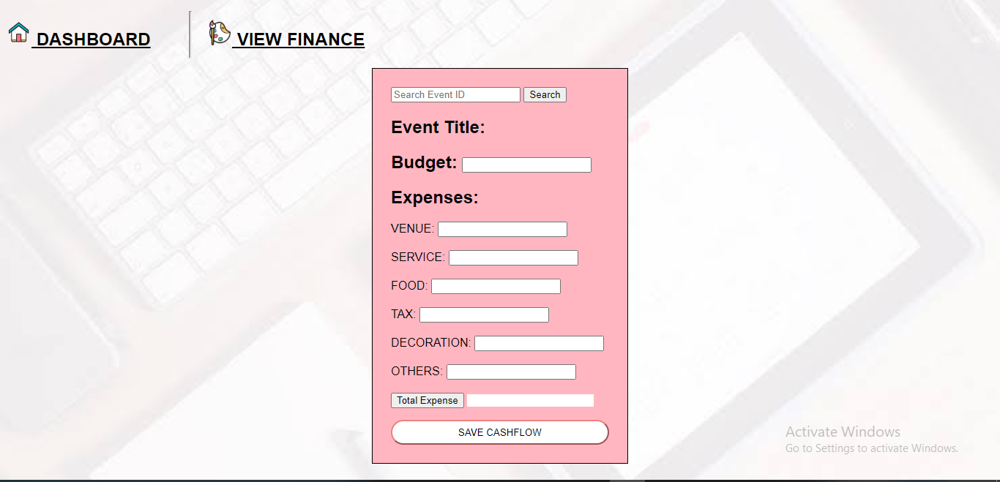 DASHBOARD
VIEW FINANCE
Search Event ID Search
Event Title:
Budget:
Expenses:
VENUE:
SERVICE:
FOOD:
TAX:
DECORATION:
OTHERS:
Total Expense
SAVE CASHFLOW
Activate Windows
Go to Settings to activate Windows.